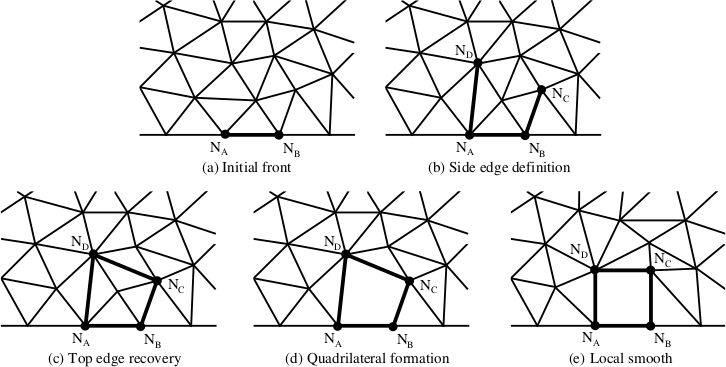 N_D
N_C
N_A N_B N_A N_B
(a) Initial front (b) Side edge definition
N_D N_D N_D N_C
N_C N_C
N_A N_B N_A N_B N_A N_B
(c) Top edge recovery (d) Quadrilateral formation (e) Local smooth